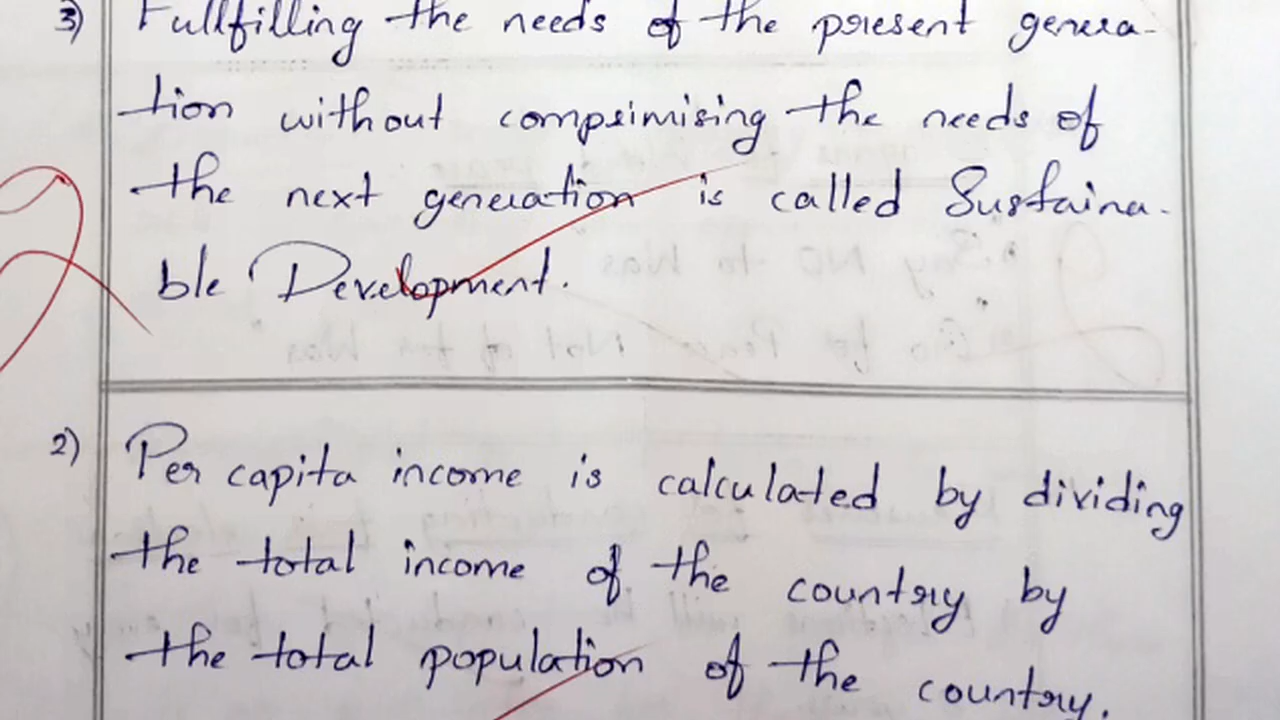 3) Fullfilling the needs of the present genera-
tion without comprimising the needs of
the next generation is called Sustaina-
ble Development.
2) Per capita income is calculated by dividing
the total income of the country by
the total population of the country.